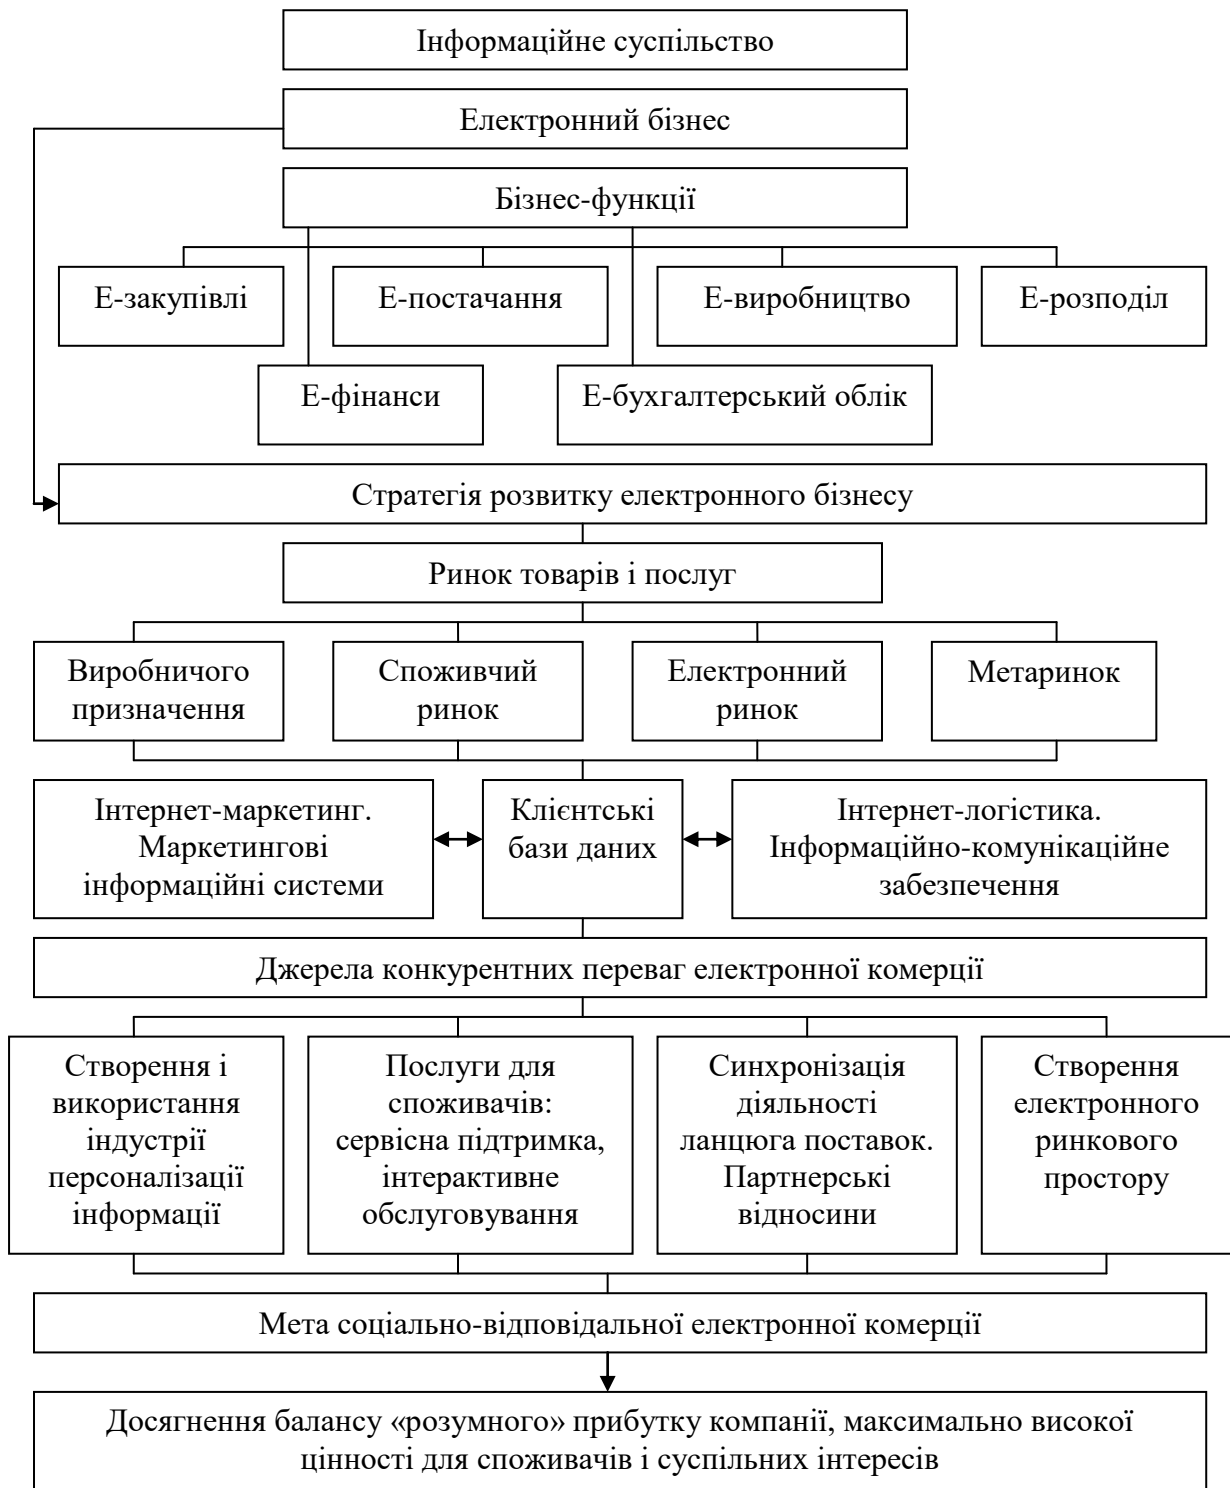 Інформаційне суспільство
Електронний бізнес
Бізнес-функції
Е-закупівлі
Е-постачання
Е-виробництво
Е-розподіл
Е-фінанси
Е-бухгалтерський облік
Стратегія розвитку електронного бізнесу
Ринок товарів і послуг
Виробничого
призначення
Споживчий
ринок
Електронний
ринок
Метаринок
Інтернет-маркетинг.
Маркетингові
інформаційні системи
Клієнтські
бази даних
Інтернет-логістика.
Інформаційно-комунікаційне
забезпечення
Джерела конкурентних переваг електронної комерції
Створення і
використання
індустрії
персоналізації
інформації
Послуги для
споживачів:
сервісна підтримка,
інтерактивне
обслуговування
Синхронізація
діяльності
ланцюга поставок.
Партнерські
відносини
Створення
електронного
ринкового
простору
Мета соціально-відповідальної електронної комерції
Досягнення балансу «розумного» прибутку компанії, максимально високої
цінності для споживачів і суспільних інтересів